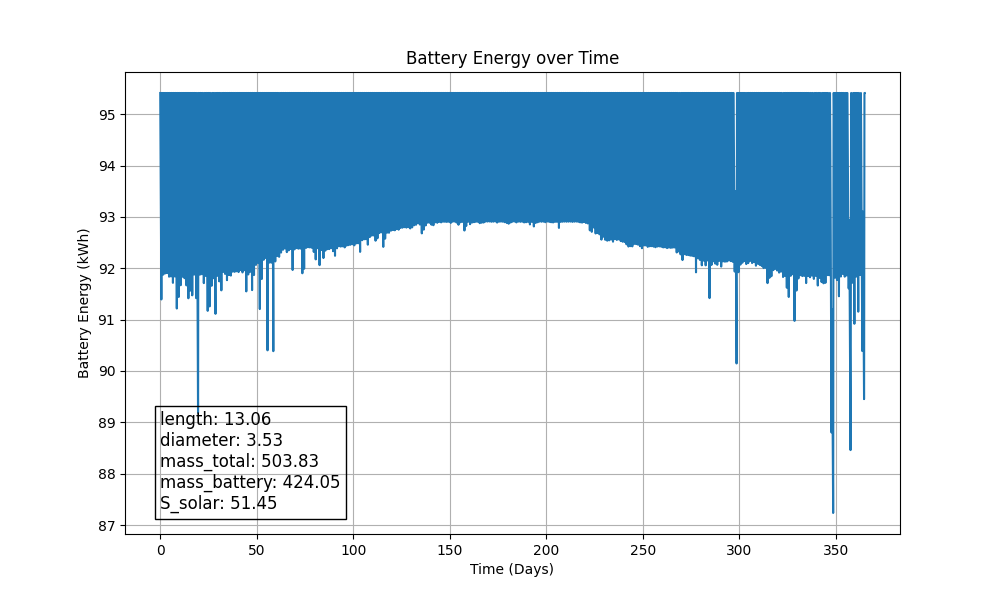 Battery Energy over Time
Battery Energy (kWh)
95
94
93
92
91
90
89
88
87
length: 13.06
diameter: 3.53
mass_total: 503.83
mass_battery: 424.05
S_solar: 51.45
0 50 100 150 200 250 300 350
Time (Days)